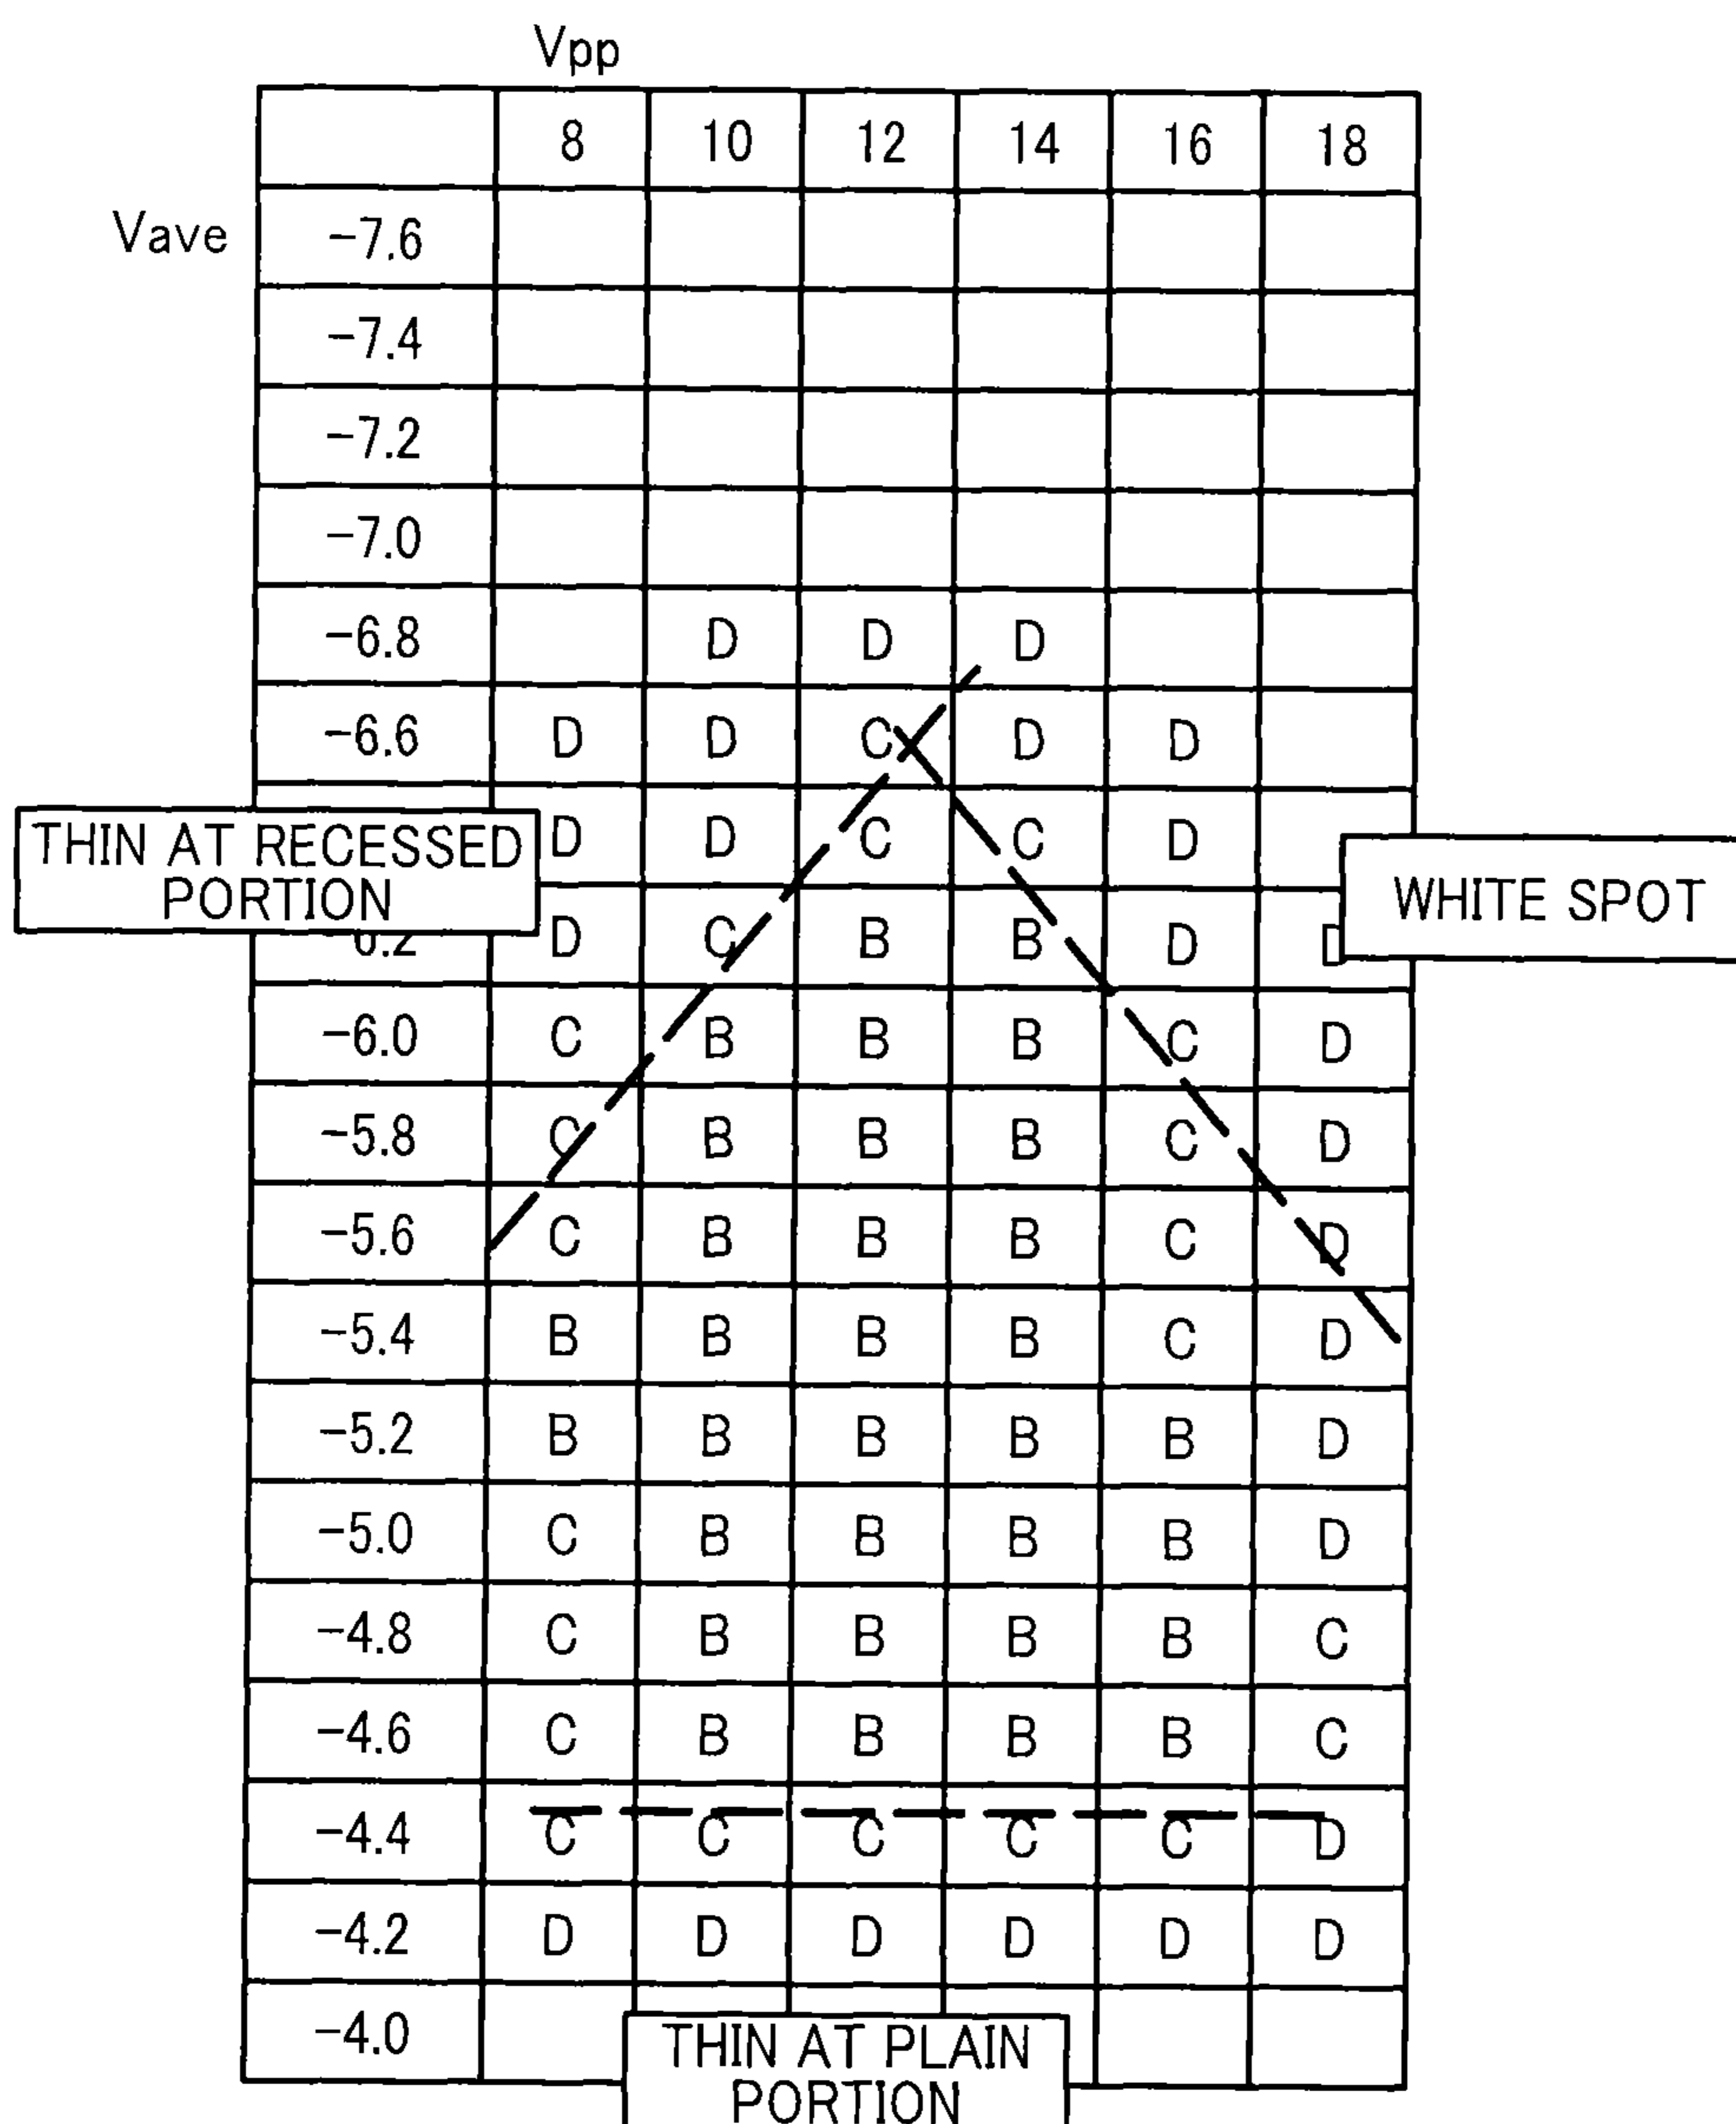 Vpp
8 10 12 14 16 18
Vave -7.6
-7.4
-7.2
-7.0
-6.8 D D D
-6.6 D D C D D
D D C C D
THIN AT RECESSED
PORTION
WHITE SPOT
D C B B D D
-6.0 C B B B C D
-5.8 C B B B C D
-5.6 C B B B C D
-5.4 B B B B C D
-5.2 B B B B B D
-5.0 C B B B B D
-4.8 C B B B B C
-4.6 C B B B B C
-4.4 C C C C C D
-4.2 D D D D D D
-4.0
THIN AT PLAIN
PORTION